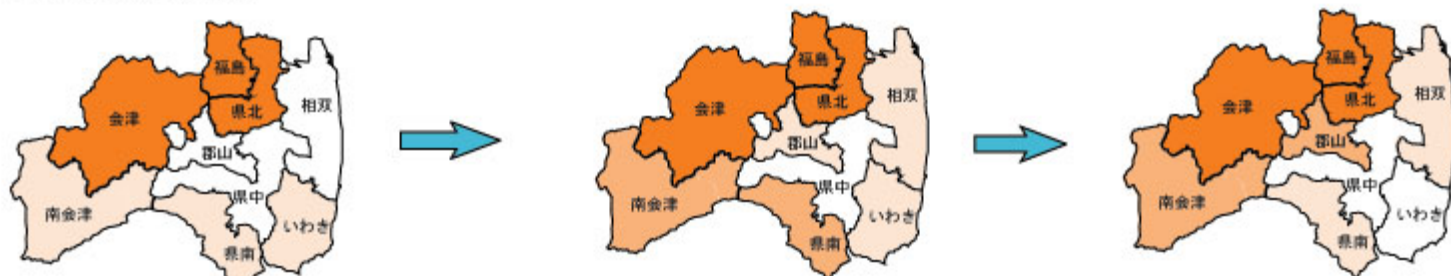 福島
県北
会津
相双
郡山
県中
南会津
いわき
県南
福島
県北
会津
相双
郡山
県中
南会津
いわき
県南
福島
県北
会津
相双
郡山
県中
南会津
いわき
県南